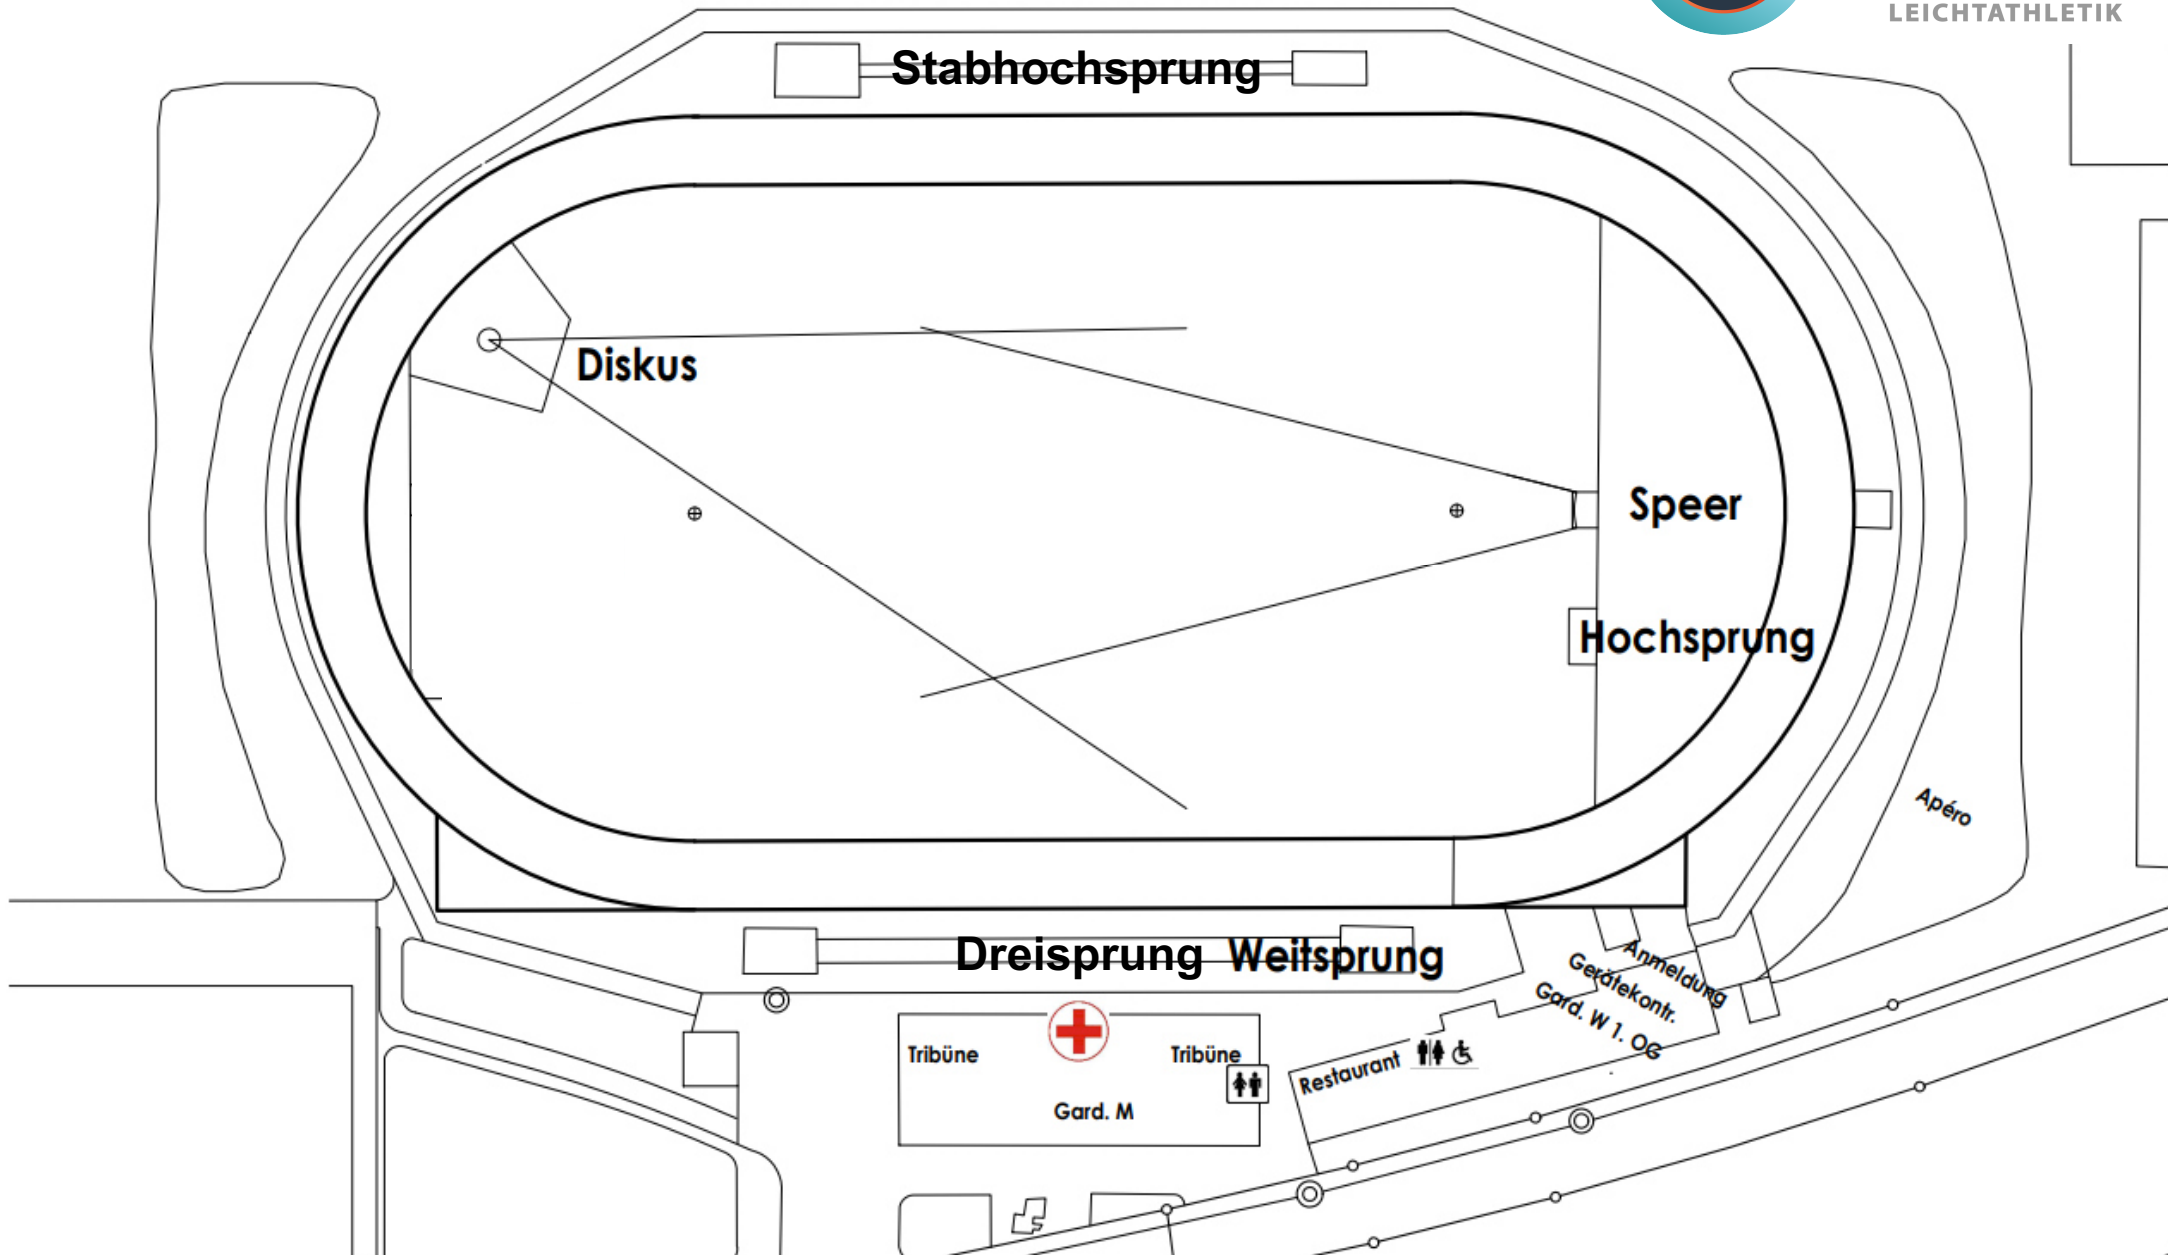 LEICHTATHLETIK
Stabhochsprung
Diskus
Speer
Hochsprung
Apéro
Dreisprung Weitsprung
Anmeldung
Gerätekontr.
Gard. W 1. OG
Tribüne
Tribüne
Restaurant
Gard. M